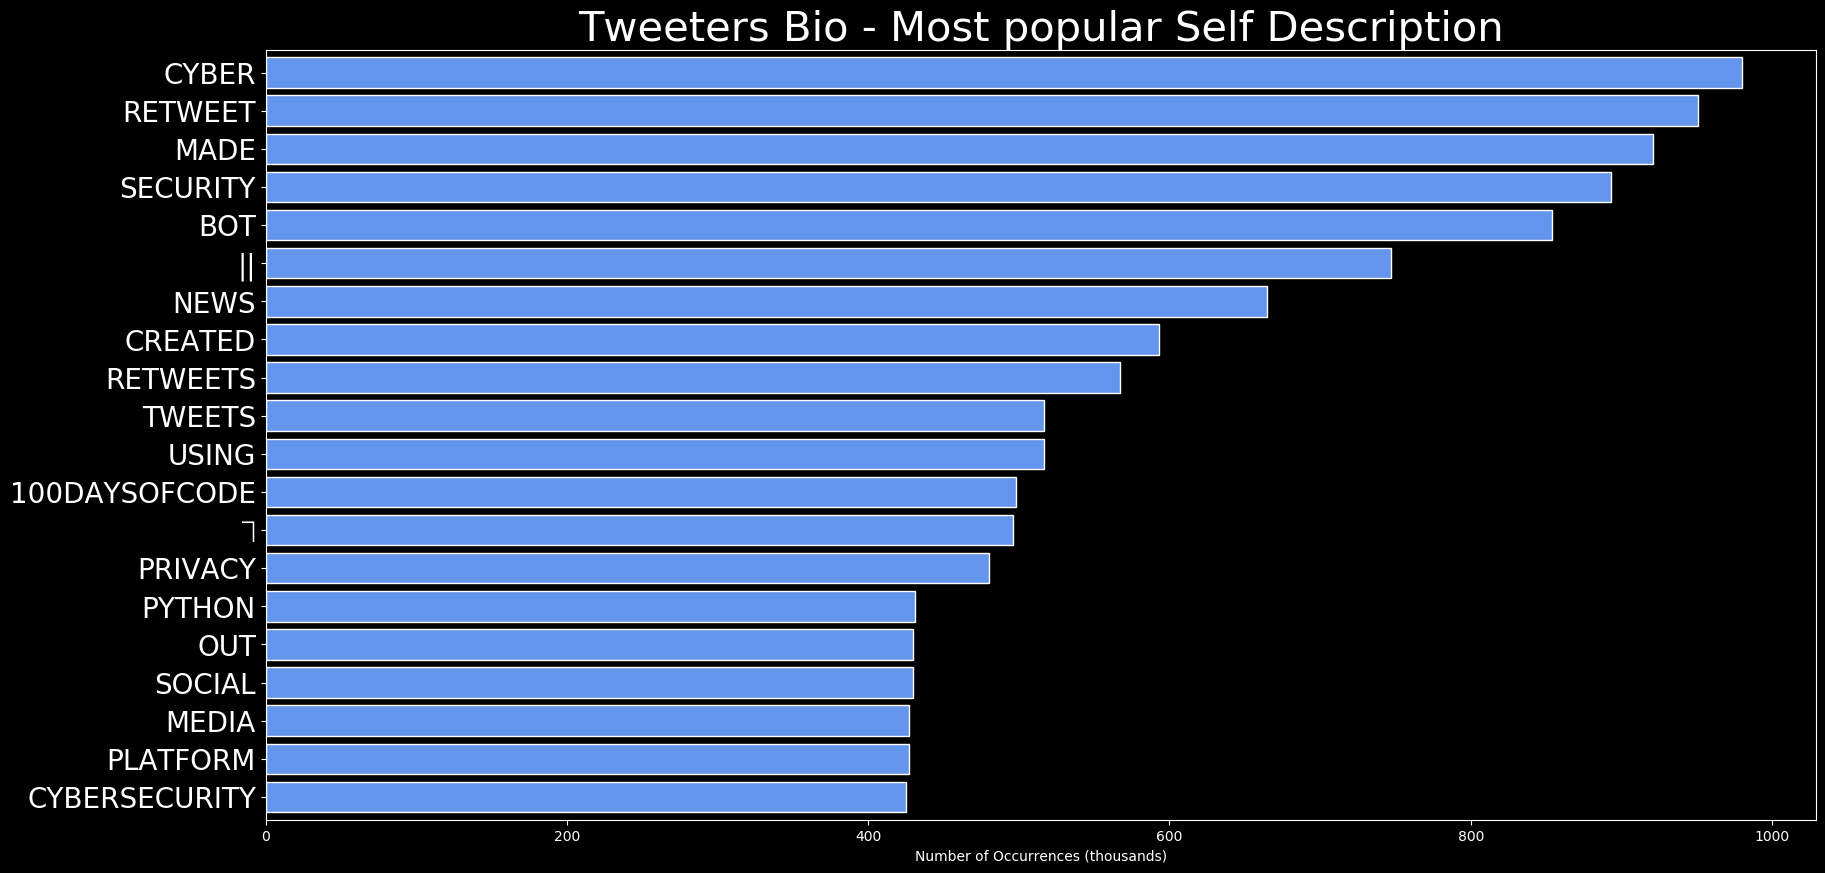 Tweeters Bio - Most popular Self Description
CYBER
RETWEET
MADE
SECURITY
BOT
||
NEWS
CREATED
RETWEETS
TWEETS
USING
100DAYSOFCODE
┐
PRIVACY
PYTHON
OUT
SOCIAL
MEDIA
PLATFORM
CYBERSECURITY
0 200 400 600 800 1000
Number of Occurrences (thousands)